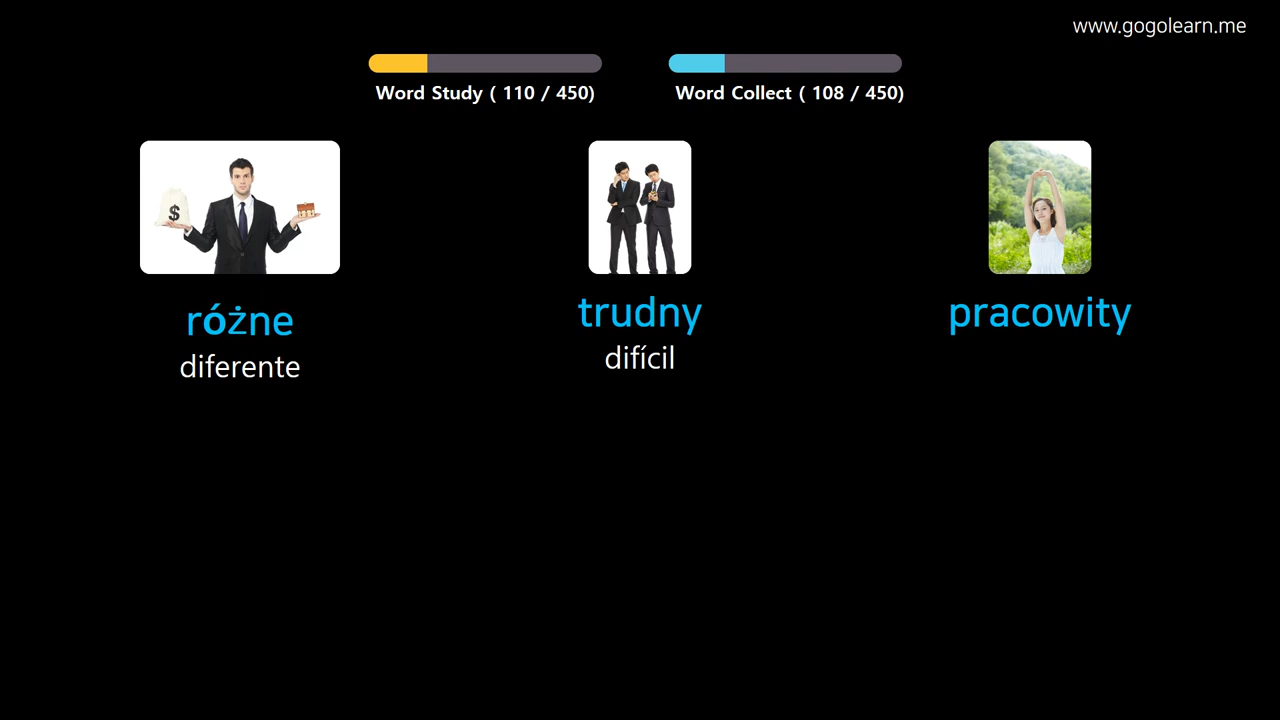 www.gogolearn.me
Word Study ( 110 / 450)
Word Collect ( 108 / 450)
$
różne
diferente
trudny
difícil
pracowity